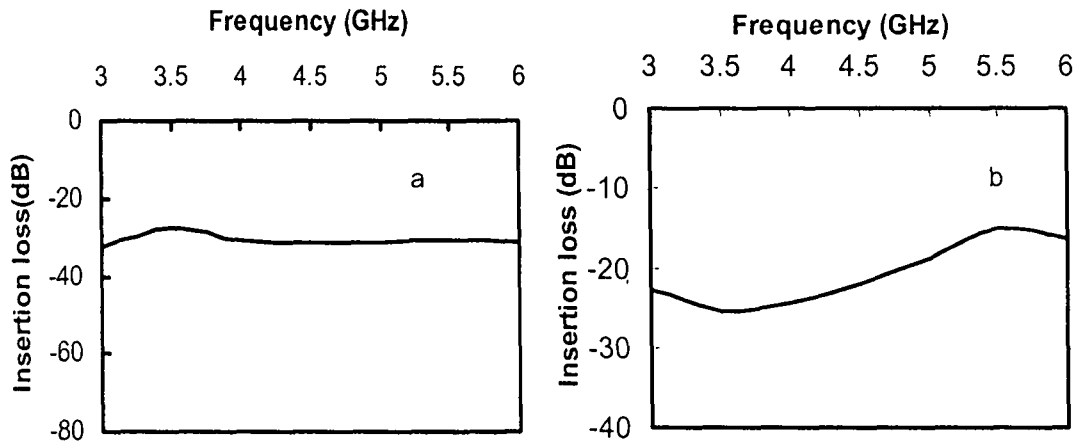 Frequency (GHz)
3 3.5 4 4.5 5 5.5 6
0
-20
-40
-60
-80
Insertion loss(dB)
a
Frequency (GHz)
3 3.5 4 4.5 5 5.5 6
0
-10
-20
-30
-40
Insertion loss (dB)
b